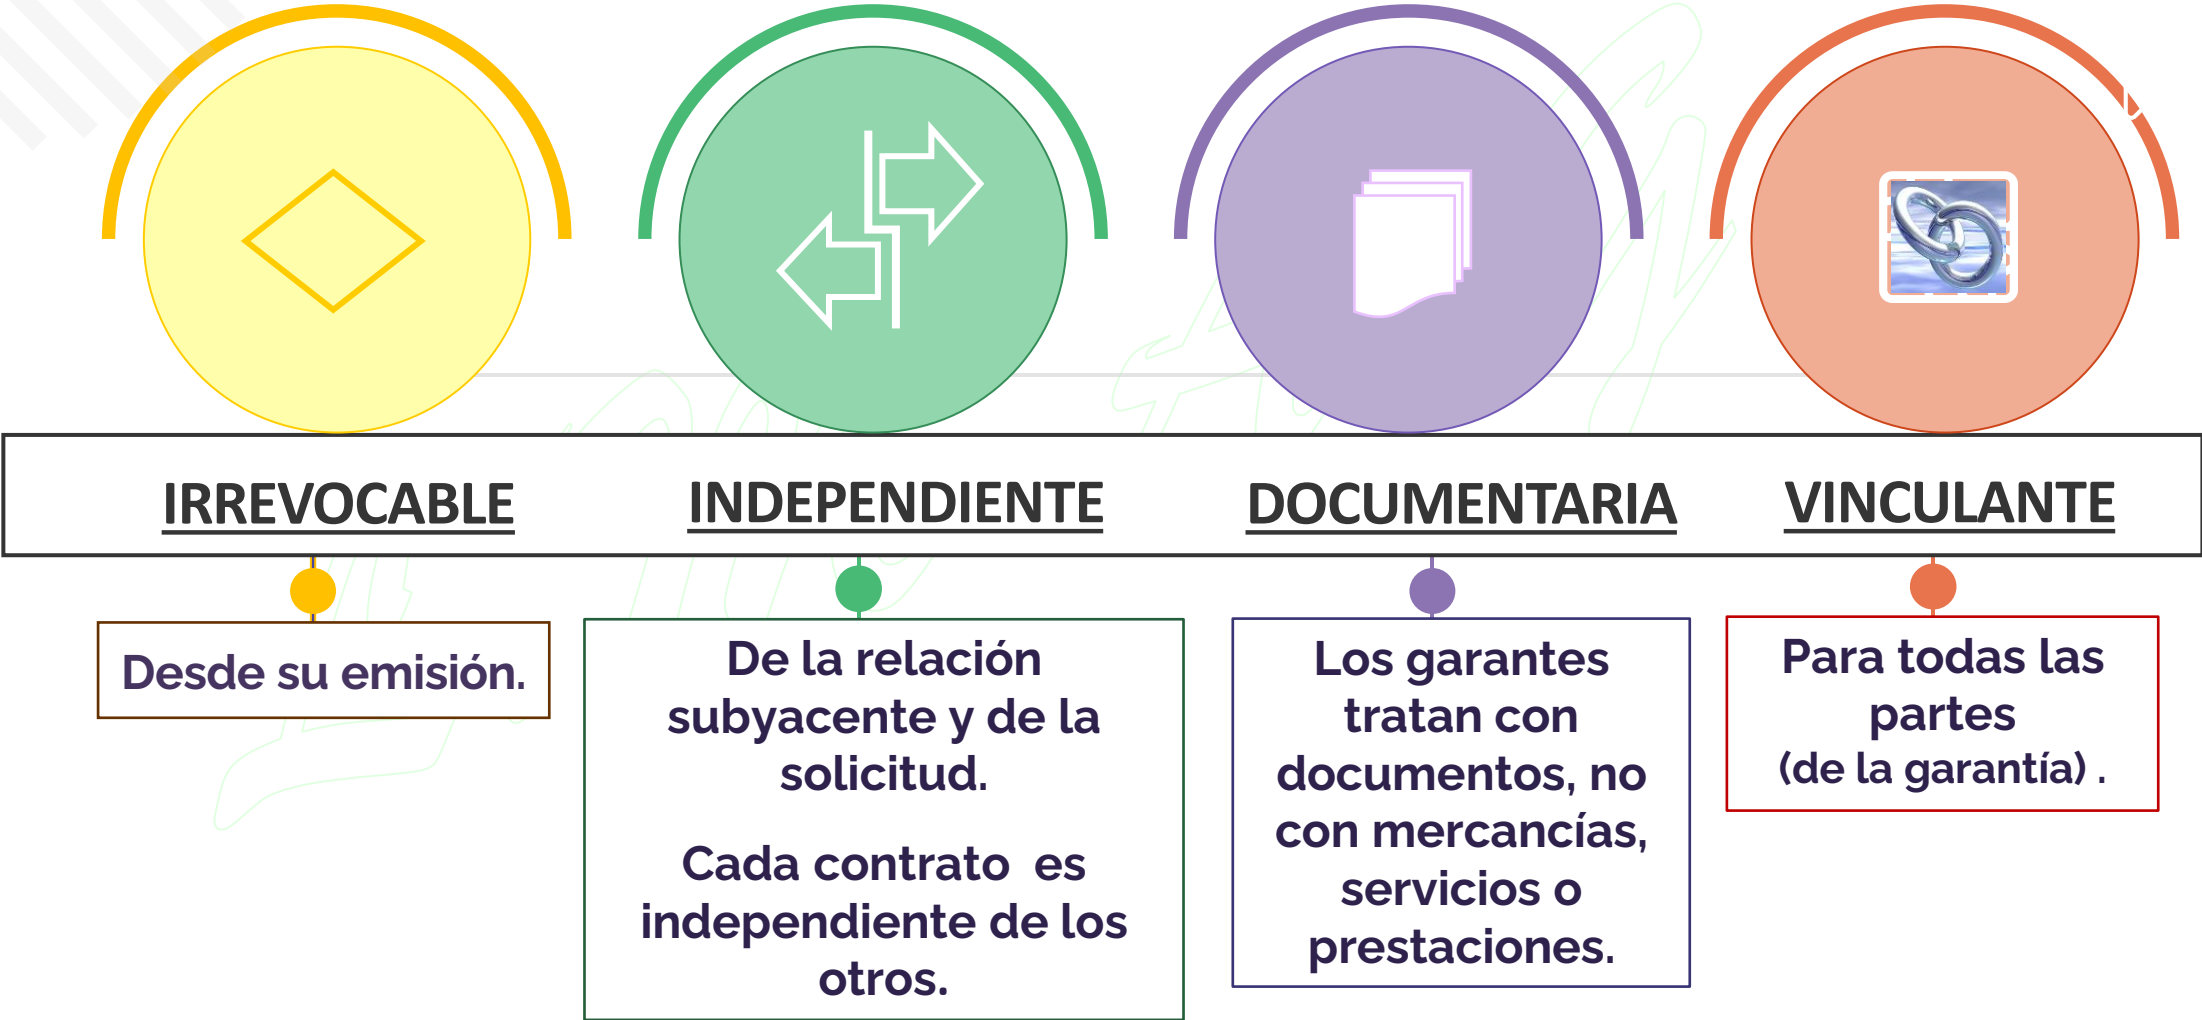 IRREVOCABLE
INDEPENDIENTE
DOCUMENTARIA
VINCULANTE
Desde su emisión.
De la relación
subyacente y de la
solicitud.
Cada contrato es
independiente de los
otros.
Los garantes
tratan con
documentos, no
con mercancías,
servicios o
prestaciones.
Para todas las
partes
(de la garantía) .